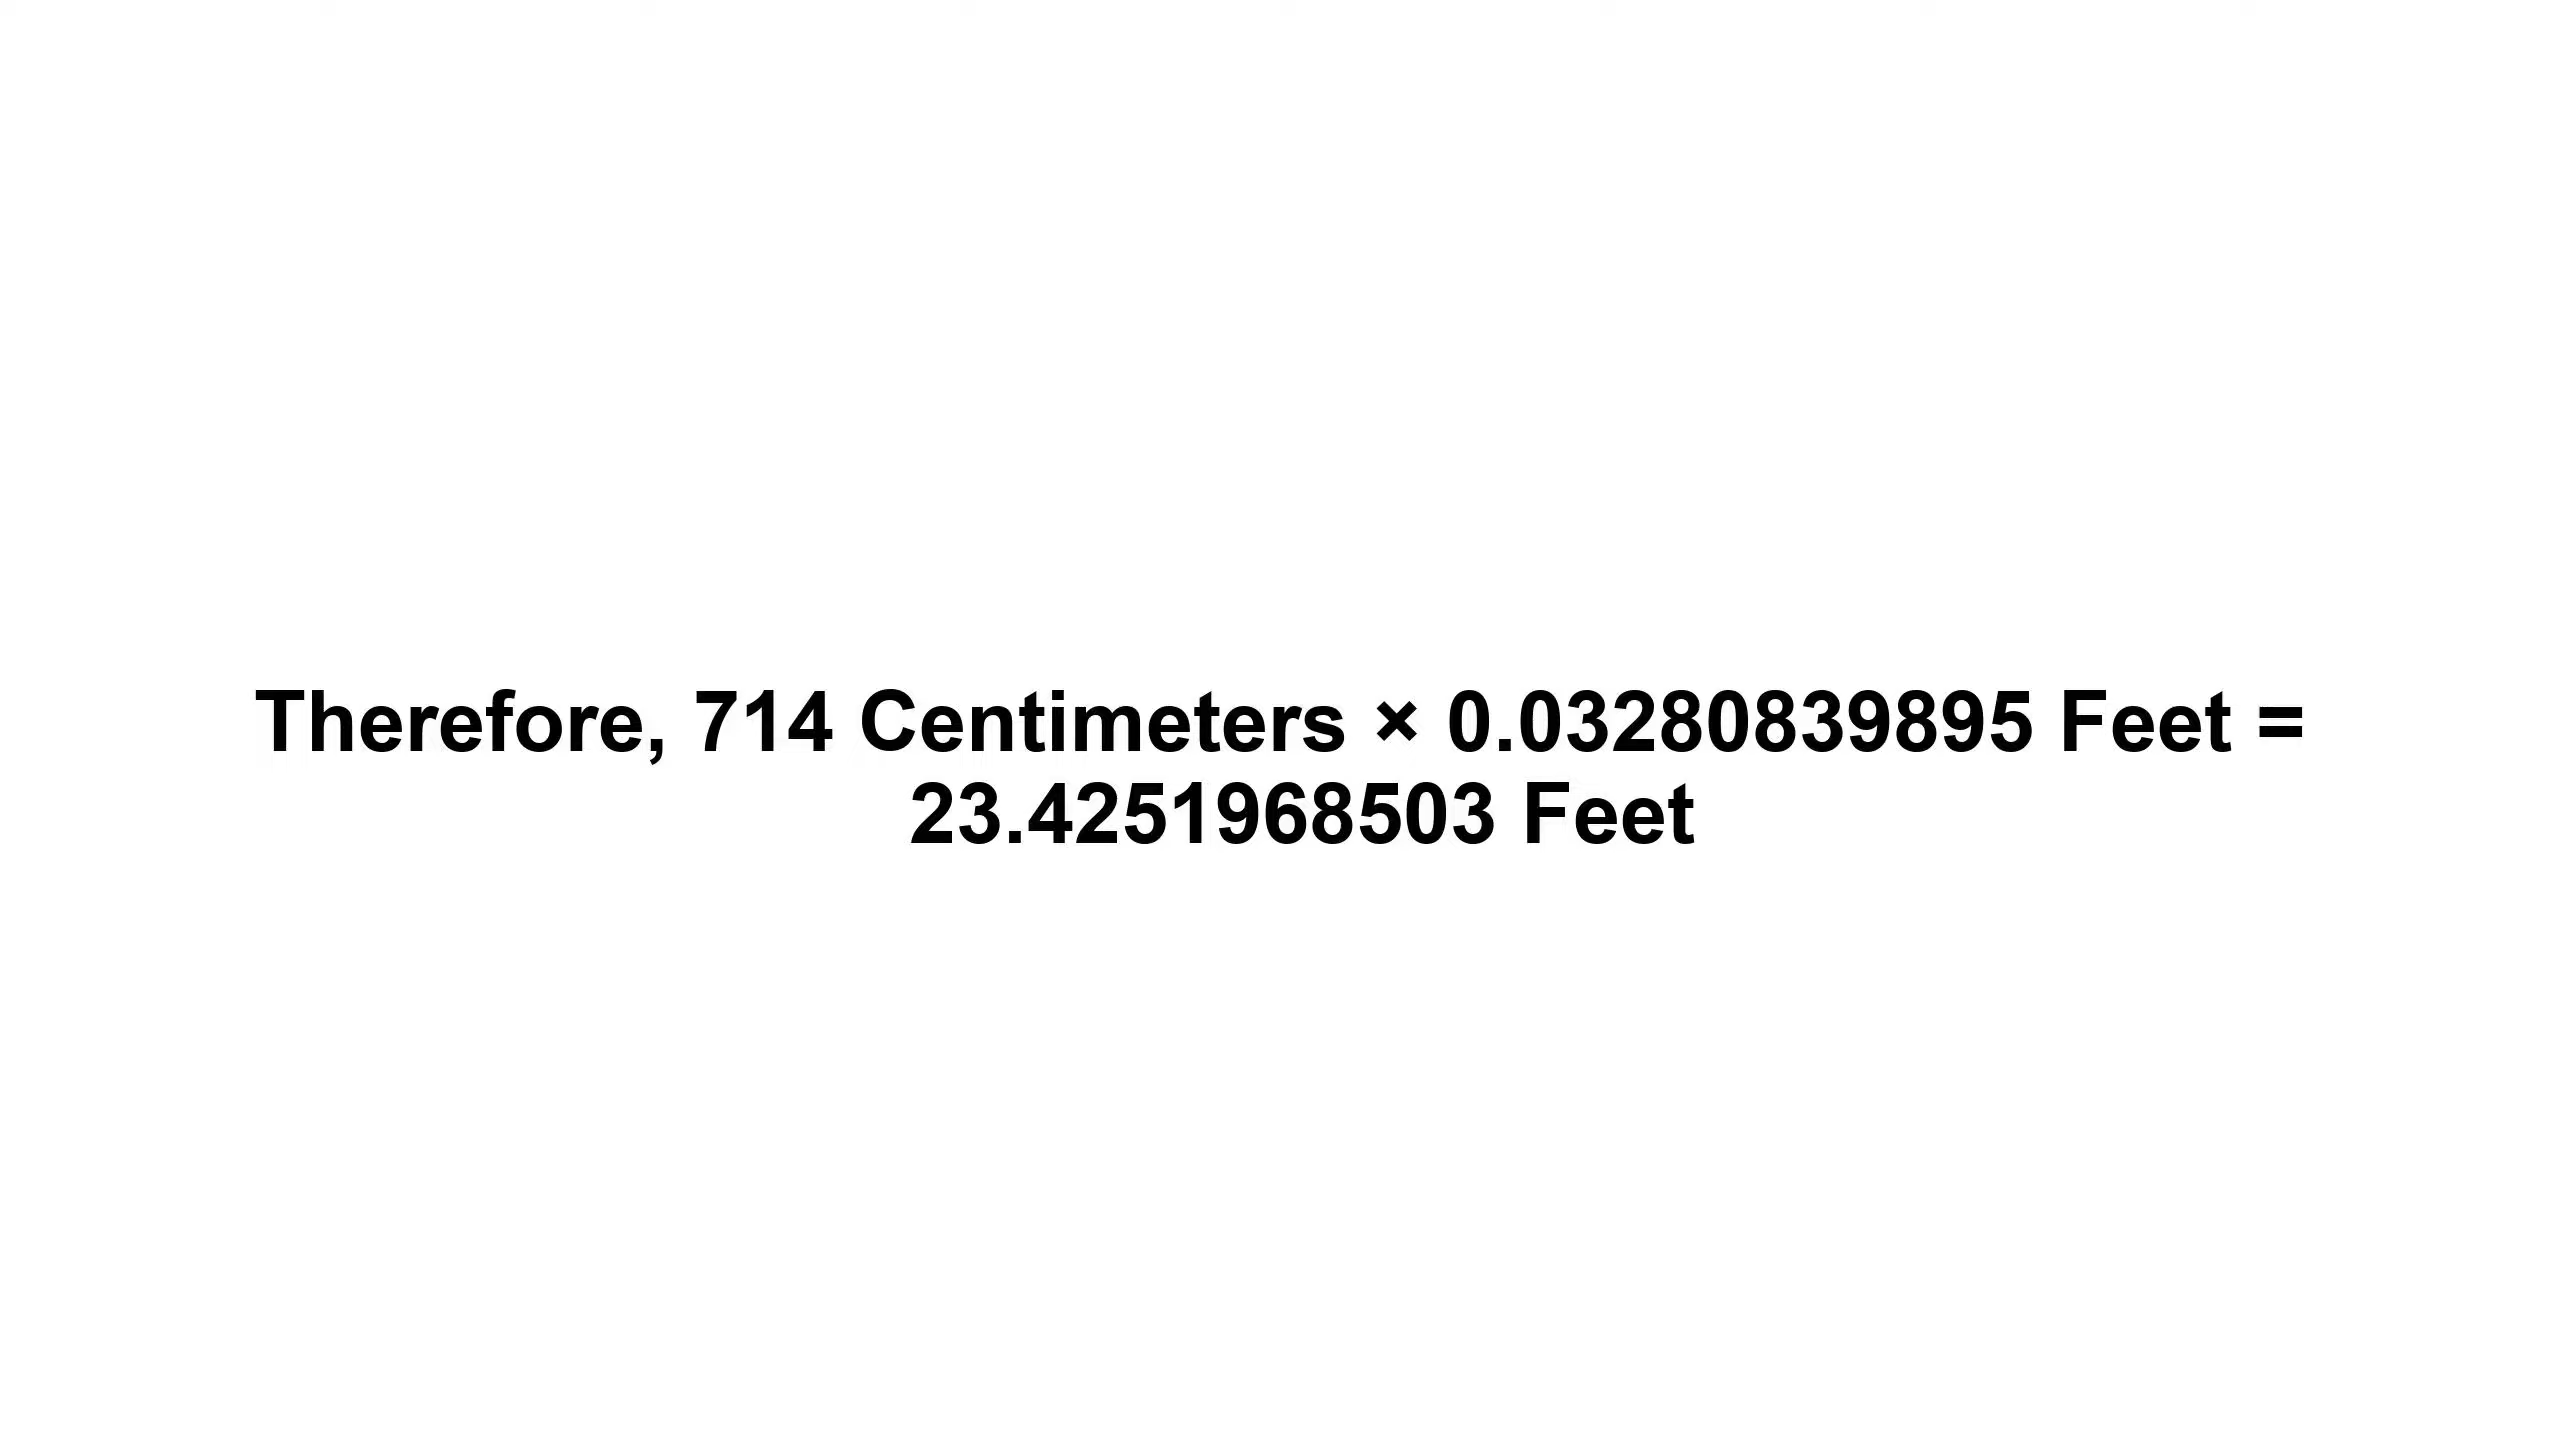 Therefore, 714 Centimeters × 0.03280839895 Feet =
23.4251968503 Feet